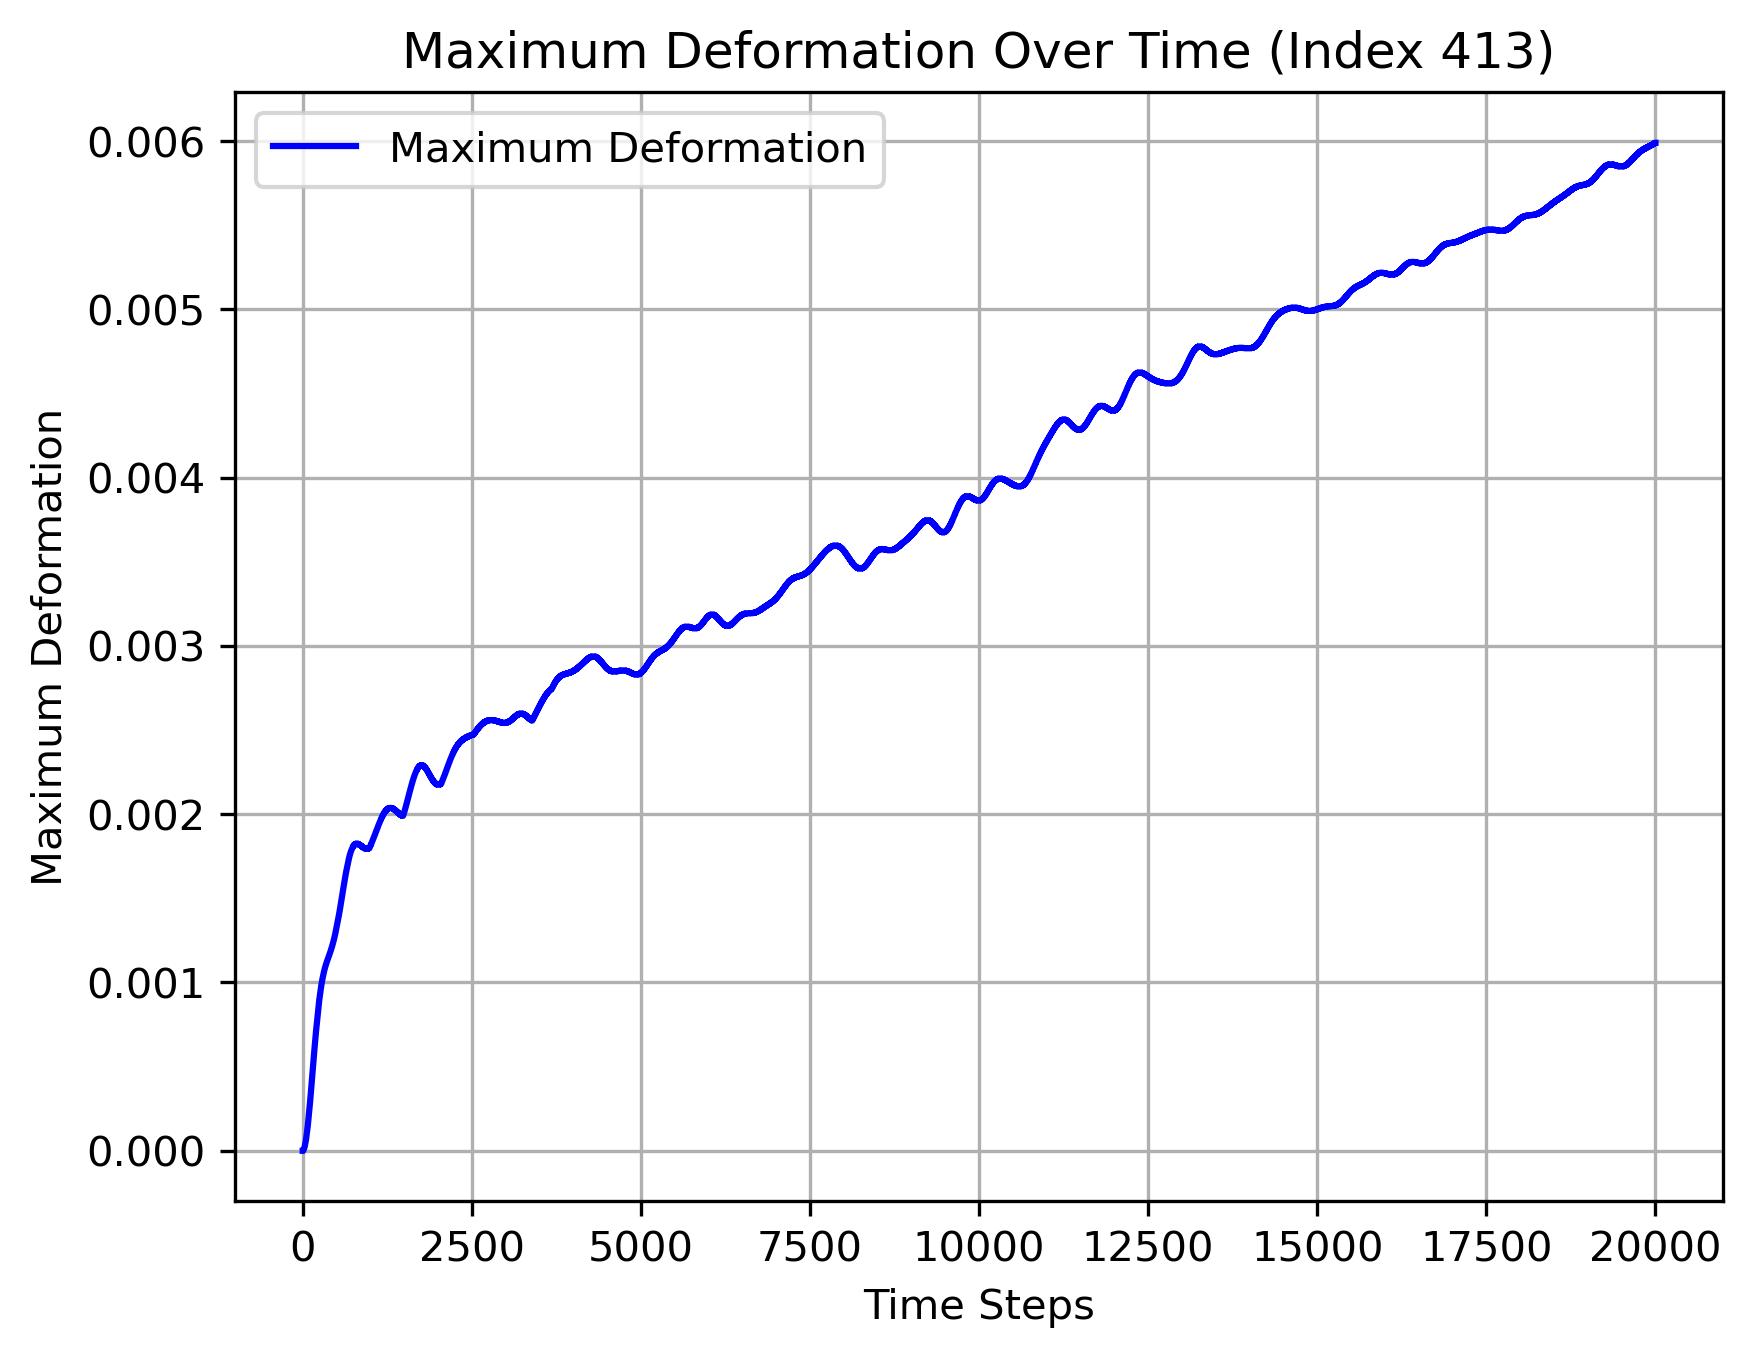 Maximum Deformation Over Time (Index 413)
Maximum Deformation
0.006
0.005
0.004
0.003
0.002
0.001
0.000
Maximum Deformation
0 2500 5000 7500 10000 12500 15000 17500 20000
Time Steps